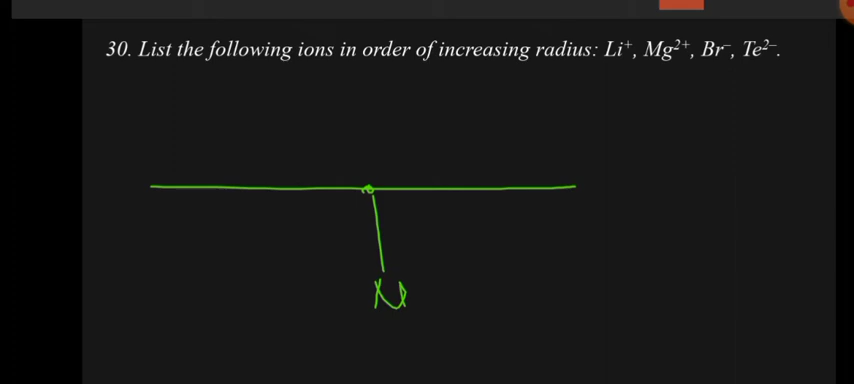 30. List the following ions in order of increasing radius: Li⁺, Mg²⁺, Br⁻, Te²⁻.
N